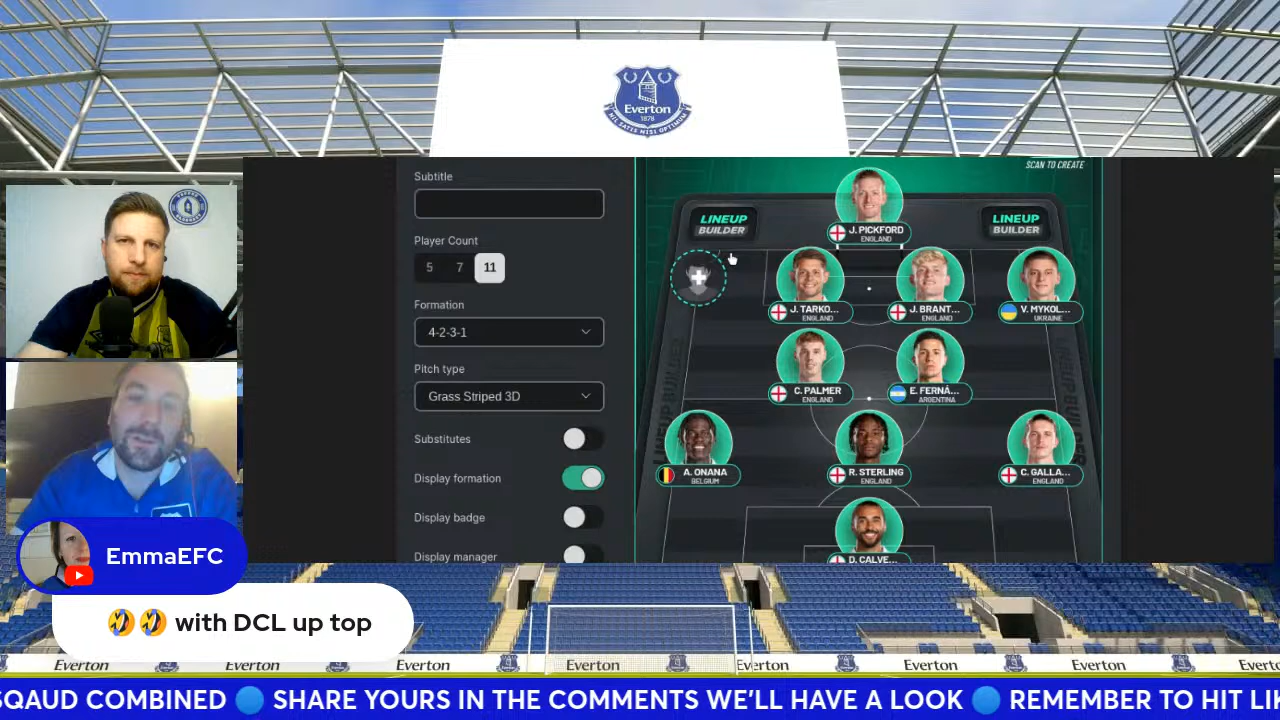 Everton
1878
NIL SATIS NISI OPTIMUM
Subtitle
Player Count
5 7 11
Formation
4-2-3-1
Pitch type
Grass Striped 3D
Substitutes
Display formation
Display badge
Display manager
SCAN TO CREATE
LINEUP
BUILDER
LINEUP
BUILDER
J. PICKFORD
ENGLAND
J. TARKO...
ENGLAND
J. BRANT...
ENGLAND
V. MYKOL...
UKRAINE
C. PALMER
ENGLAND
E. FERNÁ...
ARGENTINA
A. ONANA
BELGIUM
R. STERLING
ENGLAND
C. GALLA...
ENGLAND
D. CALVE...
EmmaEFC
🤣🤣 with DCL up top
Everton Everton Everton Everton Everton Everton Everton Everto
SQAUD COMBINED 🔵 SHARE YOURS IN THE COMMENTS WE'LL HAVE A LOOK 🔵 REMEMBER TO HIT LI